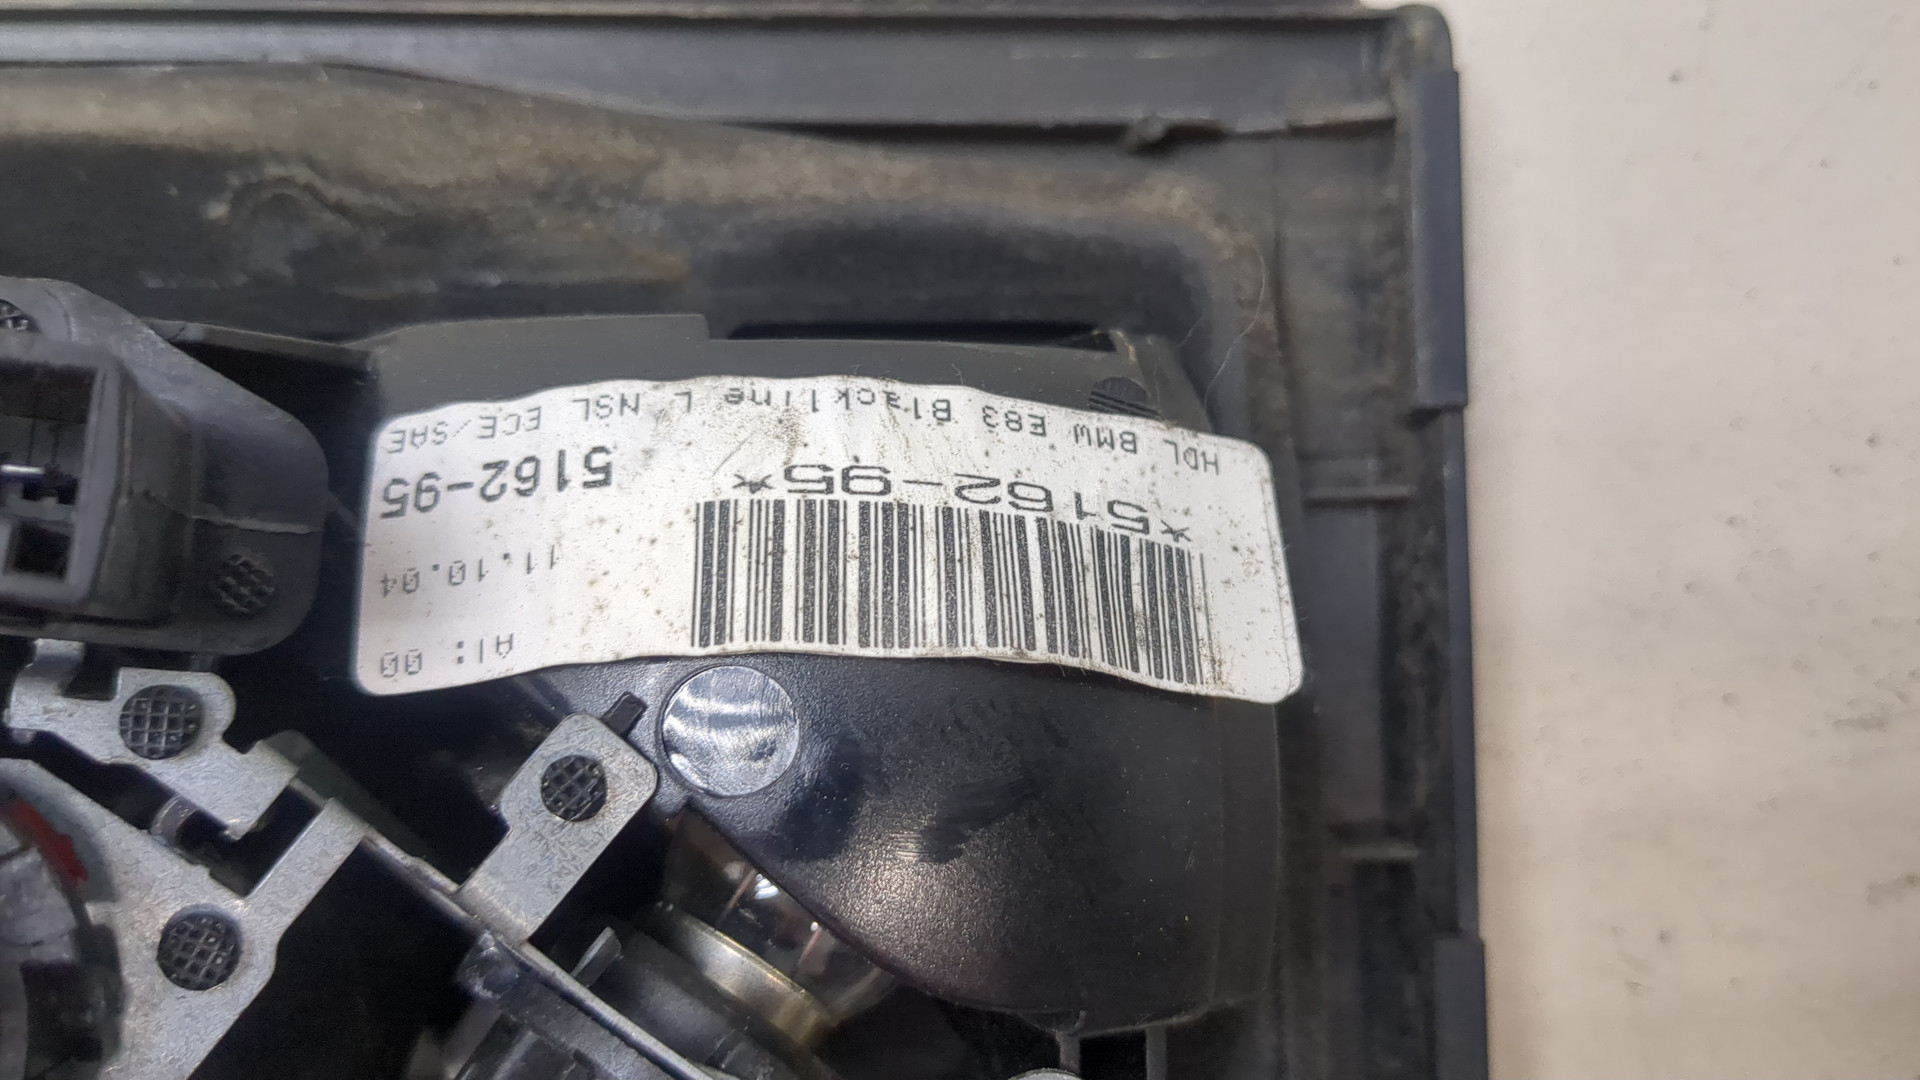 AI: 00
11.10.04
*5162-95*
5162-95
HDL BMW E83 Blackline L NSL ECE/SAE